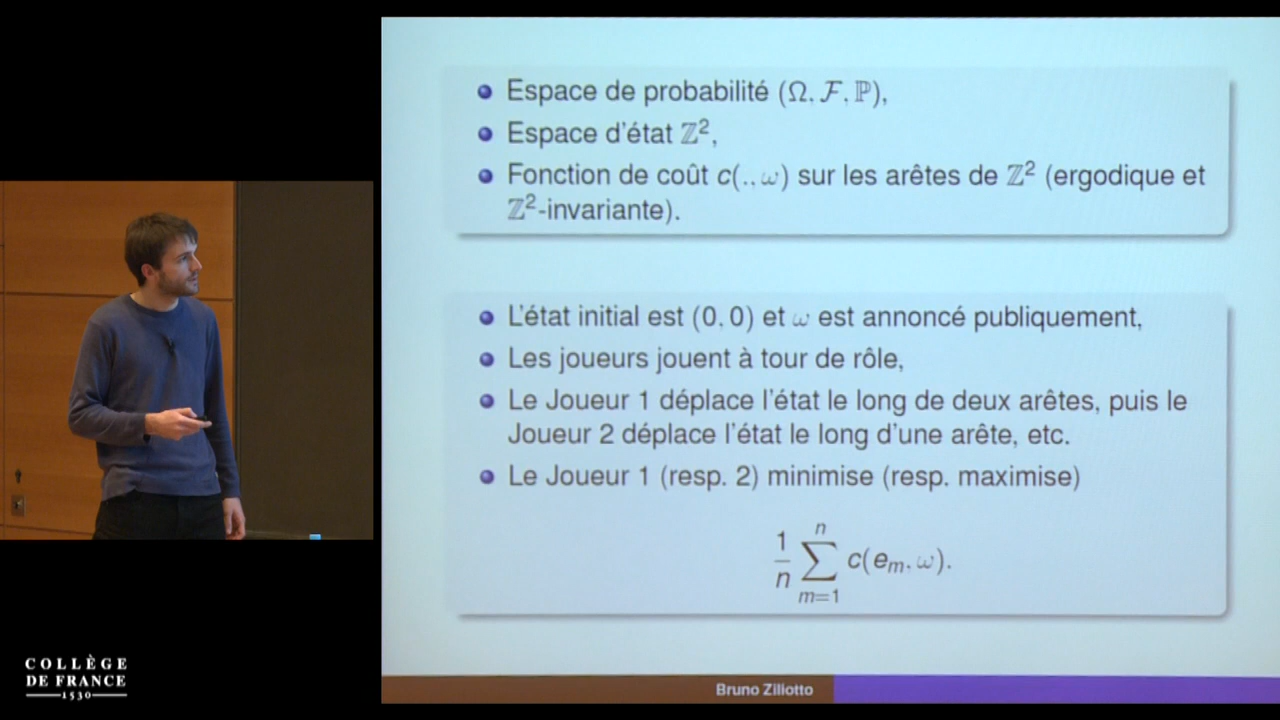 Espace de probabilité (Ω, ℱ, ℙ),
Espace d'état ℤ²,
Fonction de coût c(., ω) sur les arêtes de ℤ² (ergodique et
ℤ²-invariante).
L'état initial est (0, 0) et ω est annoncé publiquement,
Les joueurs jouent à tour de rôle,
Le Joueur 1 déplace l'état le long de deux arêtes, puis le
Joueur 2 déplace l'état le long d'une arête, etc.
Le Joueur 1 (resp. 2) minimise (resp. maximise)
1/n ∑_{m=1}^{n} c(e_m, ω).
COLLÈGE
DE FRANCE
1530
Bruno Ziliotto